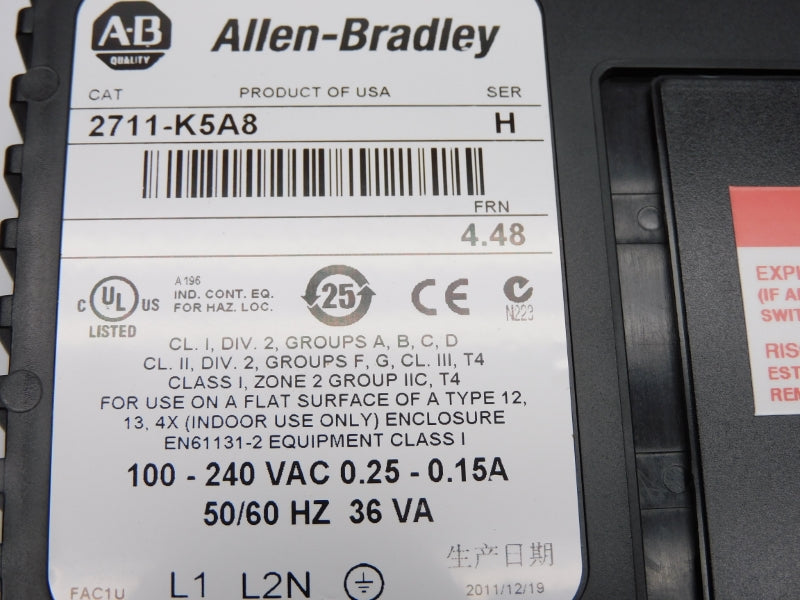 A-B Allen-Bradley
QUALITY
CAT PRODUCT OF USA SER
2711-K5A8 H
FRN
4.48
C UL US
LISTED
A196
IND. CONT. EQ.
FOR HAZ. LOC.
25
CE
N223
CL. I, DIV. 2, GROUPS A, B, C, D
CL. II, DIV. 2, GROUPS F, G, CL. III, T4
CLASS I, ZONE 2 GROUP IIC, T4
FOR USE ON A FLAT SURFACE OF A TYPE 12,
13, 4X (INDOOR USE ONLY) ENCLOSURE
EN61131-2 EQUIPMENT CLASS I
100 - 240 VAC 0.25 - 0.15A
50/60 HZ 36 VA
生产日期
FAC1U L1 L2N 2011/12/19
(IF
RIS